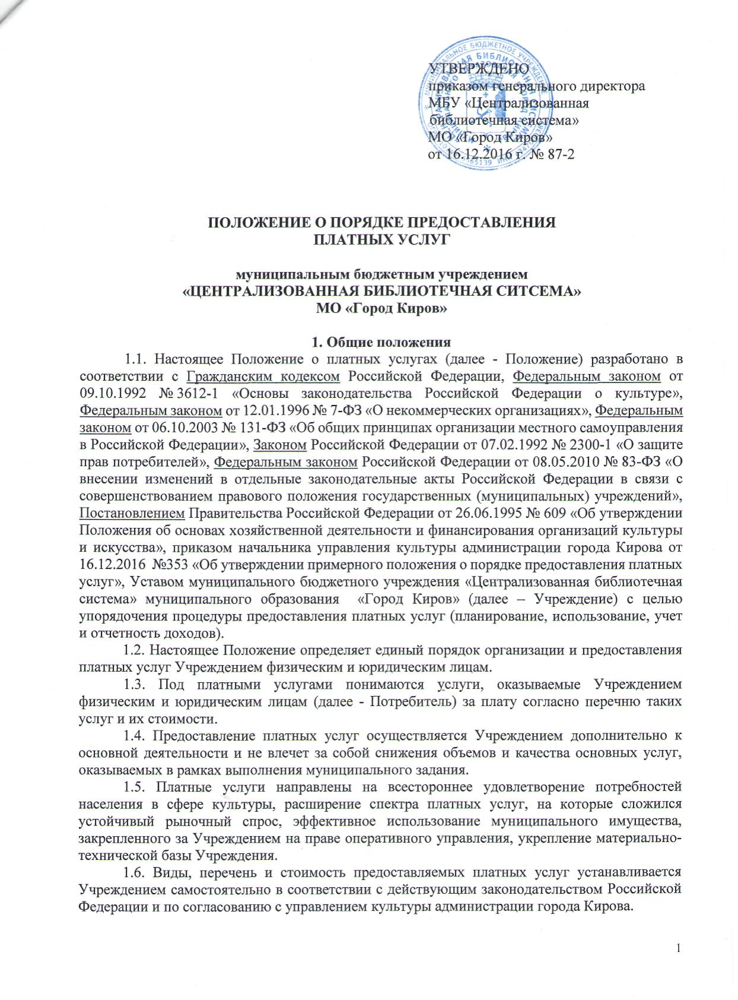 УТВЕРЖДЕНО
приказом генерального директора
МБУ «Централизованная
библиотечная система»
МО «Город Киров»
от 16.12.2016 г. № 87-2
ПОЛОЖЕНИЕ О ПОРЯДКЕ ПРЕДОСТАВЛЕНИЯ
ПЛАТНЫХ УСЛУГ
муниципальным бюджетным учреждением
«ЦЕНТРАЛИЗОВАННАЯ БИБЛИОТЕЧНАЯ СИТСЕМА»
МО «Город Киров»
1. Общие положения
1.1. Настоящее Положение о платных услугах (далее - Положение) разработано в
соответствии с Гражданским кодексом Российской Федерации, Федеральным законом от
09.10.1992 № 3612-1 «Основы законодательства Российской Федерации о культуре»,
Федеральным законом от 12.01.1996 № 7-ФЗ «О некоммерческих организациях», Федеральным
законом от 06.10.2003 № 131-ФЗ «Об общих принципах организации местного самоуправления
в Российской Федерации», Законом Российской Федерации от 07.02.1992 № 2300-1 «О защите
прав потребителей», Федеральным законом Российской Федерации от 08.05.2010 № 83-ФЗ «О
внесении изменений в отдельные законодательные акты Российской Федерации в связи с
совершенствованием правового положения государственных (муниципальных) учреждений»,
Постановлением Правительства Российской Федерации от 26.06.1995 № 609 «Об утверждении
Положения об основах хозяйственной деятельности и финансирования организаций культуры
и искусства», приказом начальника управления культуры администрации города Кирова от
16.12.2016 №353 «Об утверждении примерного положения о порядке предоставления платных
услуг», Уставом муниципального бюджетного учреждения «Централизованная библиотечная
система» муниципального образования «Город Киров» (далее – Учреждение) с целью
упорядочения процедуры предоставления платных услуг (планирование, использование, учет
и отчетность доходов).
1.2. Настоящее Положение определяет единый порядок организации и предоставления
платных услуг Учреждением физическим и юридическим лицам.
1.3. Под платными услугами понимаются услуги, оказываемые Учреждением
физическим и юридическим лицам (далее - Потребитель) за плату согласно перечню таких
услуг и их стоимости.
1.4. Предоставление платных услуг осуществляется Учреждением дополнительно к
основной деятельности и не влечет за собой снижения объемов и качества основных услуг,
оказываемых в рамках выполнения муниципального задания.
1.5. Платные услуги направлены на всестороннее удовлетворение потребностей
населения в сфере культуры, расширение спектра платных услуг, на которые сложился
устойчивый рыночный спрос, эффективное использование муниципального имущества,
закрепленного за Учреждением на праве оперативного управления, укрепление материально-
технической базы Учреждения.
1.6. Виды, перечень и стоимость предоставляемых платных услуг устанавливается
Учреждением самостоятельно в соответствии с действующим законодательством Российской
Федерации и по согласованию с управлением культуры администрации города Кирова.
1
МУНИЦИПАЛЬНОЕ БЮДЖЕТНОЕ УЧРЕЖДЕНИЕ
ЦЕНТРАЛИЗОВАННАЯ БИБЛИОТЕЧНАЯ СИСТЕМА